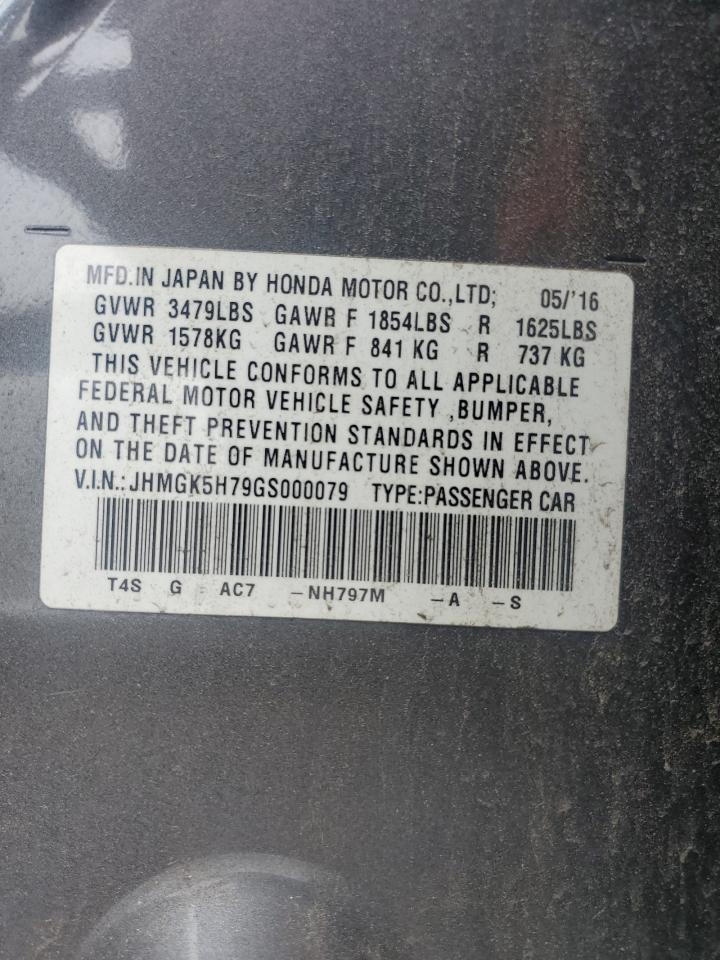 MFD.IN JAPAN BY HONDA MOTOR CO.,LTD; 05/'16
GVWR 3479LBS GAWR F 1854LBS R 1625LBS
GVWR 1578KG GAWR F 841 KG R 737 KG
THIS VEHICLE CONFORMS TO ALL APPLICABLE
FEDERAL MOTOR VEHICLE SAFETY ,BUMPER,
AND THEFT PREVENTION STANDARDS IN EFFECT
ON THE DATE OF MANUFACTURE SHOWN ABOVE.
V.I.N.: JHMGK5H79GS000079 TYPE:PASSENGER CAR
T4S G AC7 –NH797M –A –S